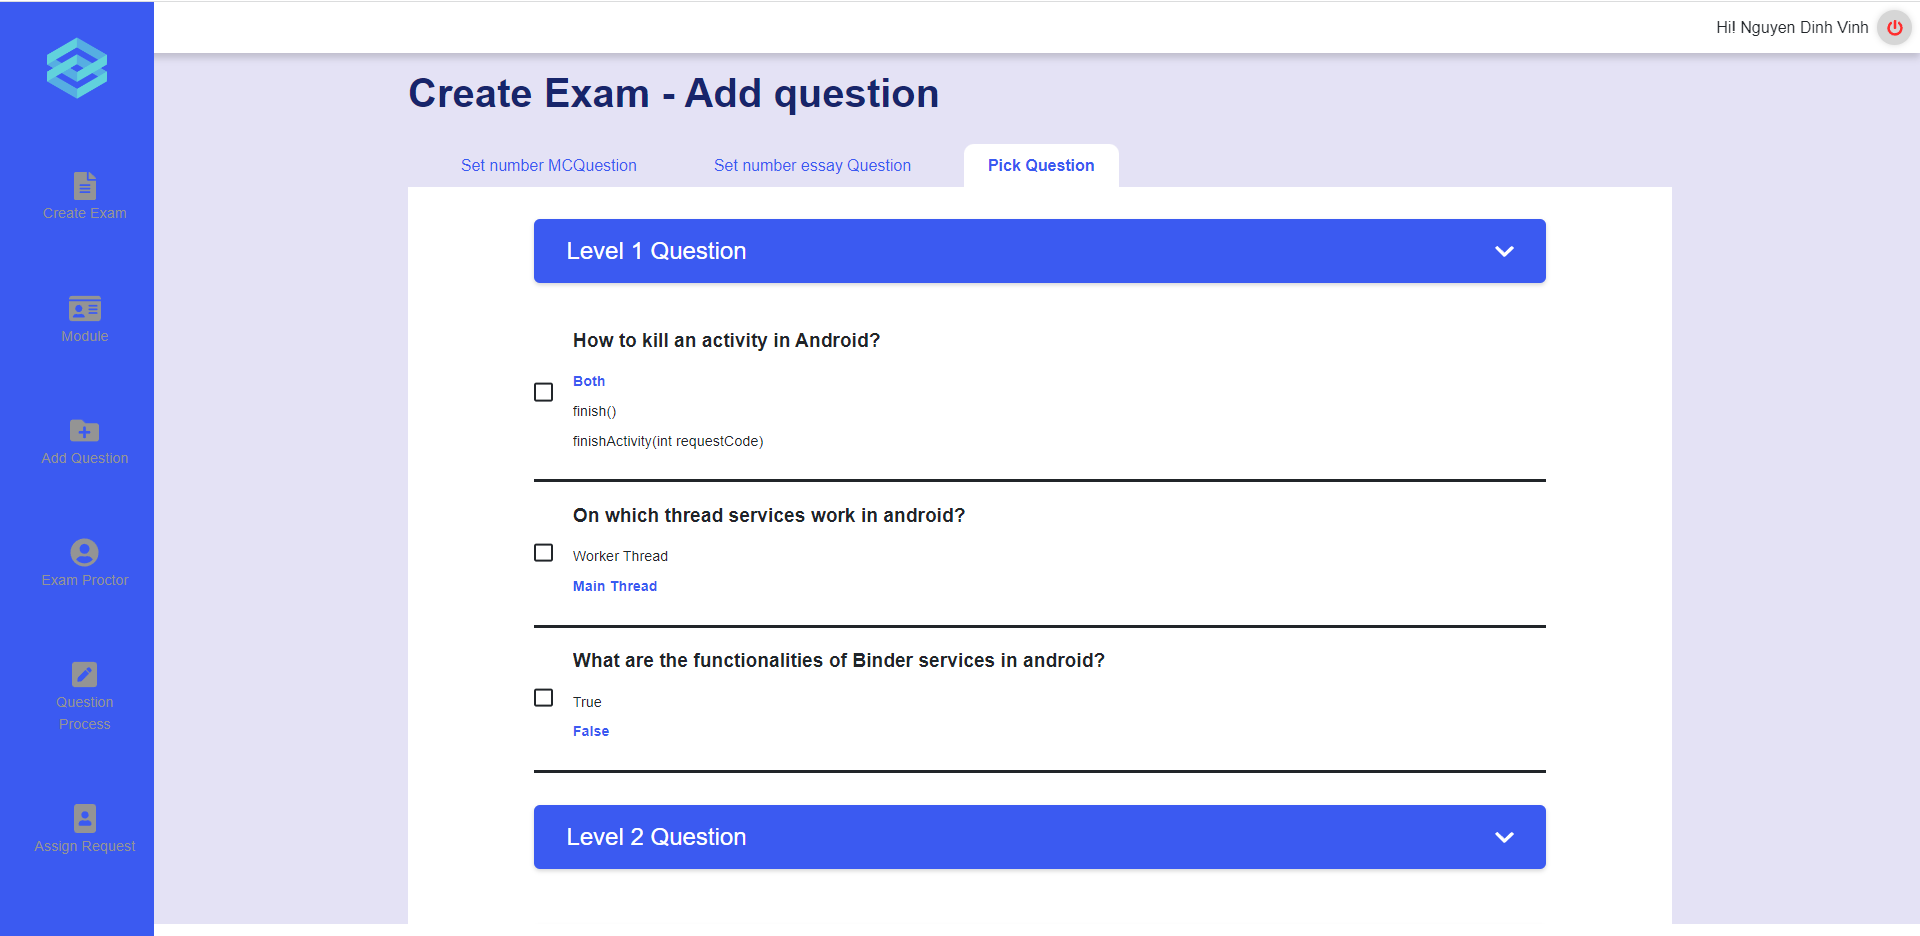 Hi! Nguyen Dinh Vinh
Create Exam - Add question
Set number MCQuestion
Set number essay Question
Pick Question
Create Exam
Module
Add Question
Exam Proctor
Question
Process
Assign Request
Level 1 Question
How to kill an activity in Android?
Both
finish()
finishActivity(int requestCode)
On which thread services work in android?
Worker Thread
Main Thread
What are the functionalities of Binder services in android?
True
False
Level 2 Question